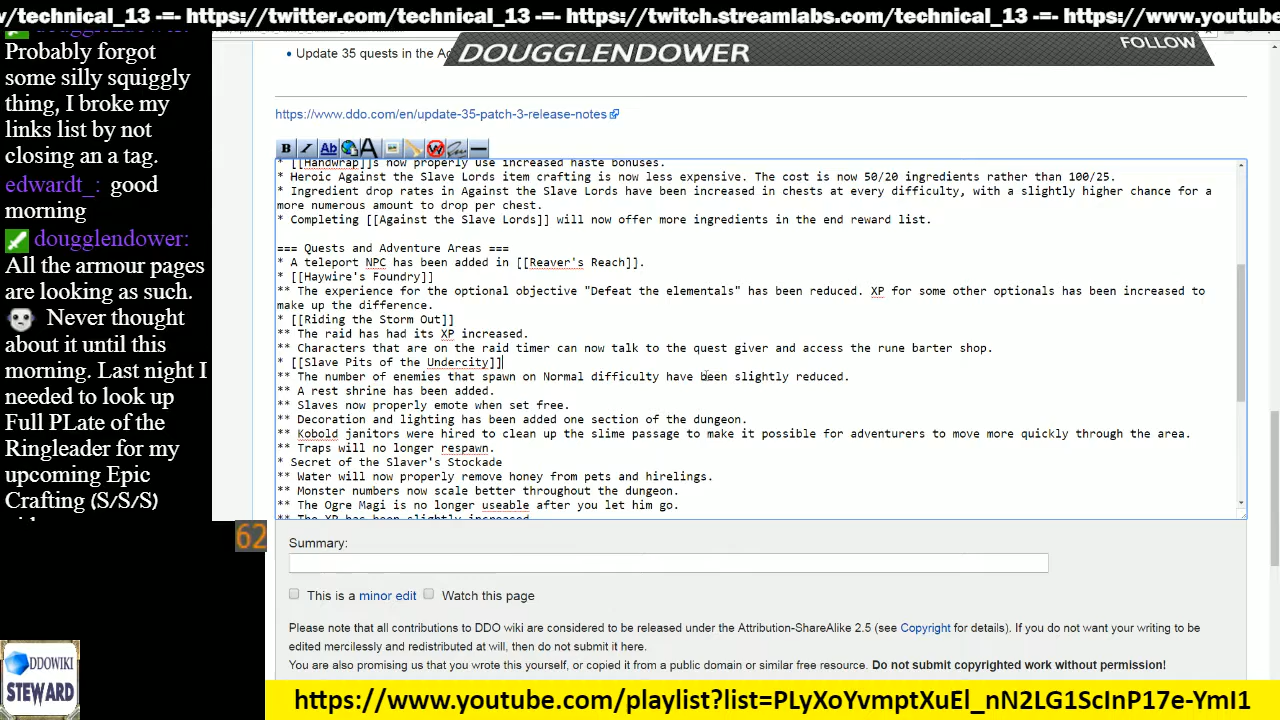 /technical_13 -=- https://twitter.com/technical_13 -=- https://twitch.streamlabs.com/technical_13 -=- https://www.youtube
Probably forgot
some silly squiggly
thing, I broke my
links list by not
closing an a tag.
edwardt_: good
morning
dougglendower:
All the armour pages
are looking as such.
Never thought
about it until this
morning. Last night I
needed to look up
Full PLate of the
Ringleader for my
upcoming Epic
Crafting (S/S/S)
62
DDOWIKI
STEWARD
• Update 35 quests in the Ac
DOUGGLENDOWER
FOLLOW
https://www.ddo.com/en/update-35-patch-3-release-notes
B I Ab A W
* [[Handwrap]]s now properly use increased haste bonuses.
* Heroic Against the Slave Lords item crafting is now less expensive. The cost is now 50/20 ingredients rather than 100/25.
* Ingredient drop rates in Against the Slave Lords have been increased in chests at every difficulty, with a slightly higher chance for a
more numerous amount to drop per chest.
* Completing [[Against the Slave Lords]] will now offer more ingredients in the end reward list.
=== Quests and Adventure Areas ===
* A teleport NPC has been added in [[Reaver's Reach]].
* [[Haywire's Foundry]]
** The experience for the optional objective "Defeat the elementals" has been reduced. XP for some other optionals has been increased to
make up the difference.
* [[Riding the Storm Out]]
** The raid has had its XP increased.
** Characters that are on the raid timer can now talk to the quest giver and access the rune barter shop.
* [[Slave Pits of the Undercity]]
** The number of enemies that spawn on Normal difficulty have been slightly reduced.
** A rest shrine has been added.
** Slaves now properly emote when set free.
** Decoration and lighting has been added one section of the dungeon.
** Kobold janitors were hired to clean up the slime passage to make it possible for adventurers to move more quickly through the area.
** Traps will no longer respawn.
* Secret of the Slaver's Stockade
** Water will now properly remove honey from pets and hirelings.
** Monster numbers now scale better throughout the dungeon.
** The Ogre Magi is no longer useable after you let him go.
** The XP has been slightly increased
Summary:
This is a minor edit Watch this page
Please note that all contributions to DDO wiki are considered to be released under the Attribution-ShareAlike 2.5 (see Copyright for details). If you do not want your writing to be
edited mercilessly and redistributed at will, then do not submit it here.
You are also promising us that you wrote this yourself, or copied it from a public domain or similar free resource. Do not submit copyrighted work without permission!
https://www.youtube.com/playlist?list=PLyXoYvmptXuEl_nN2LG1ScInP17e-YmI1